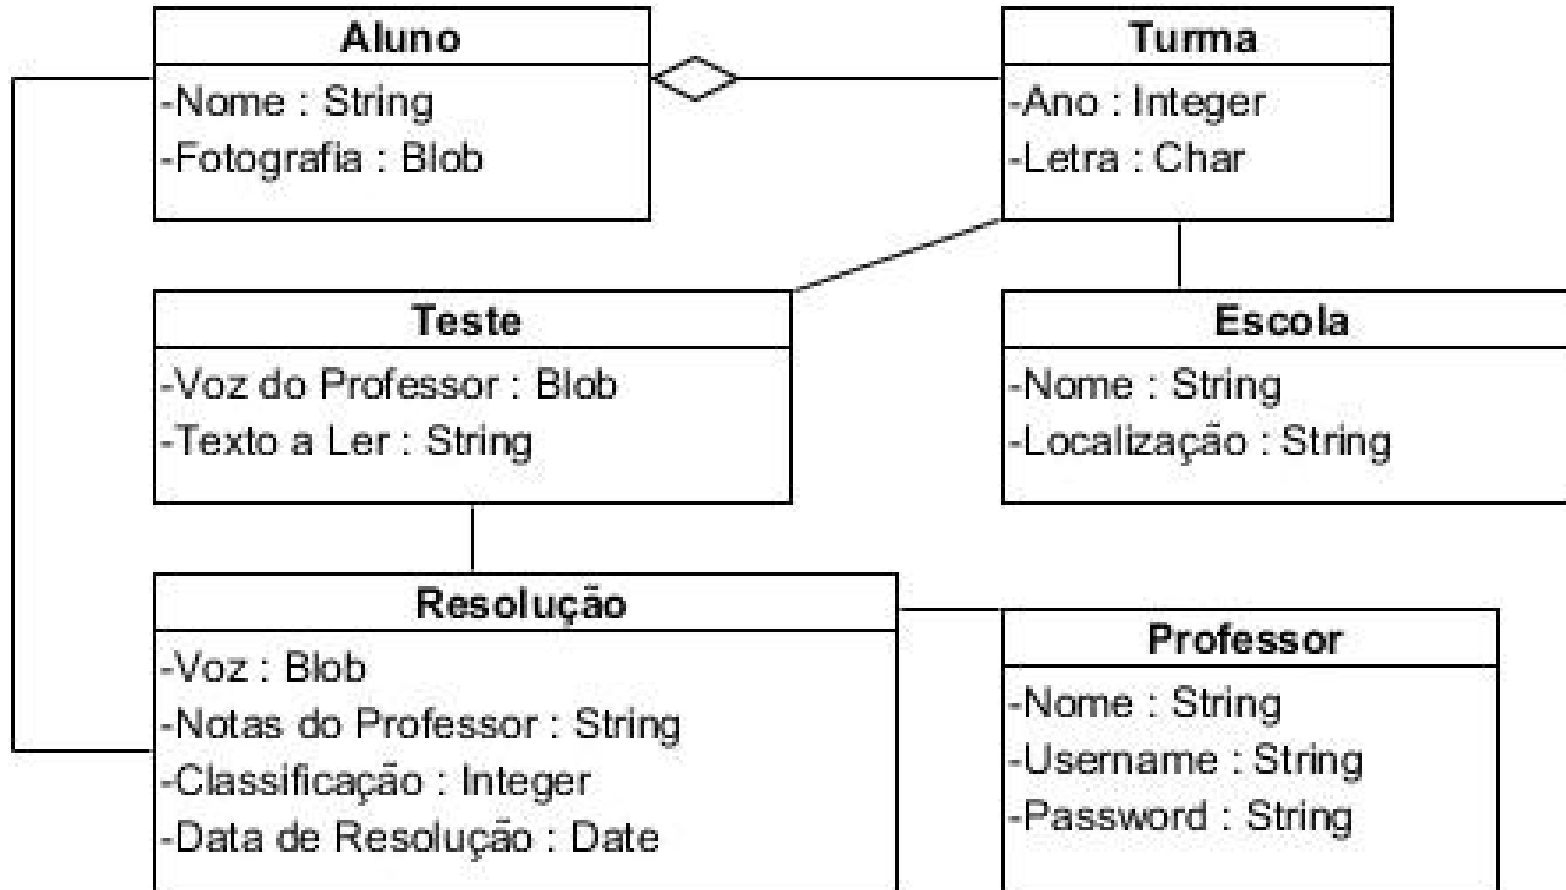 Aluno
-Nome : String
-Fotografia : Blob
Turma
-Ano : Integer
-Letra : Char
Teste
-Voz do Professor : Blob
-Texto a Ler : String
Escola
-Nome : String
-Localização : String
Resolução
-Voz : Blob
-Notas do Professor : String
-Classificação : Integer
-Data de Resolução : Date
Professor
-Nome : String
-Username : String
-Password : String